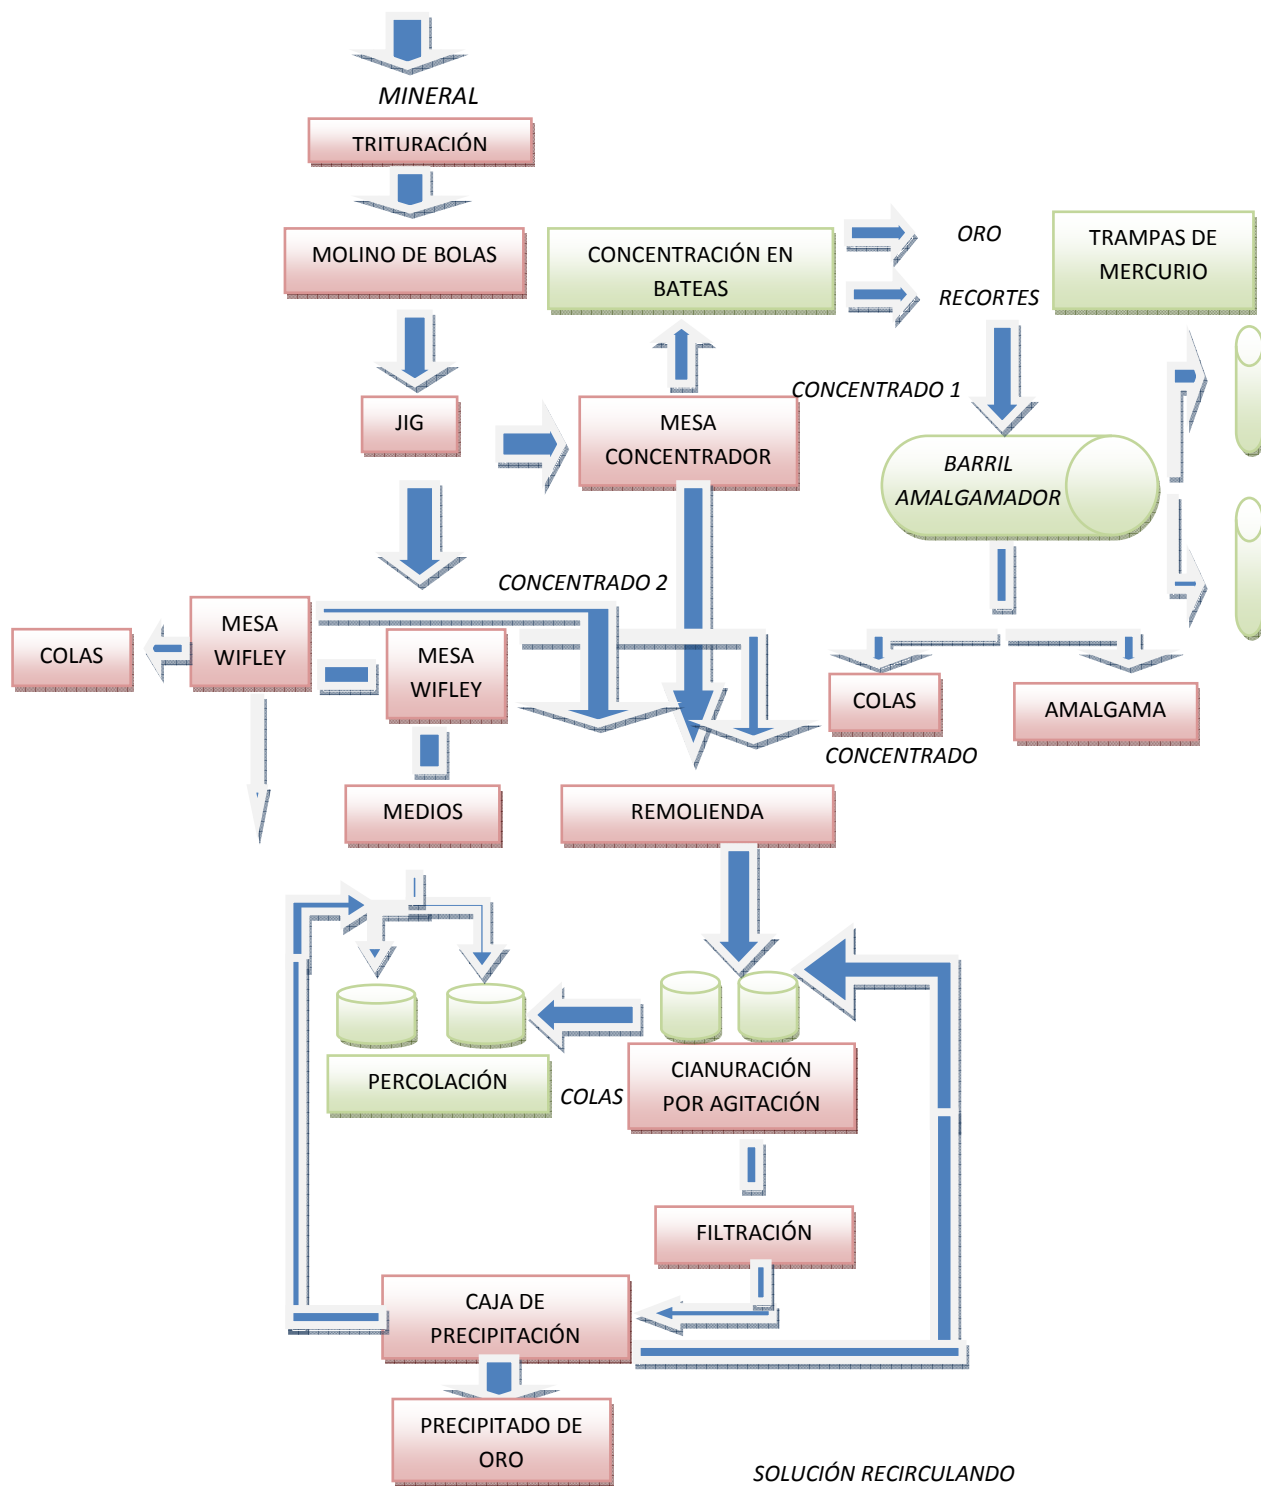 MINERAL
TRITURACIÓN
MOLINO DE BOLAS
CONCENTRACIÓN EN
BATEAS
ORO
RECORTES
TRAMPAS DE
MERCURIO
JIG
MESA
CONCENTRADOR
CONCENTRADO 1
BARRIL
AMALGAMADOR
CONCENTRADO 2
COLAS
MESA
WIFLEY
MESA
WIFLEY
COLAS
AMALGAMA
CONCENTRADO
MEDIOS
REMOLIENDA
PERCOLACIÓN
COLAS
CIANURACIÓN
POR AGITACIÓN
FILTRACIÓN
CAJA DE
PRECIPITACIÓN
PRECIPITADO DE
ORO
SOLUCIÓN RECIRCULANDO